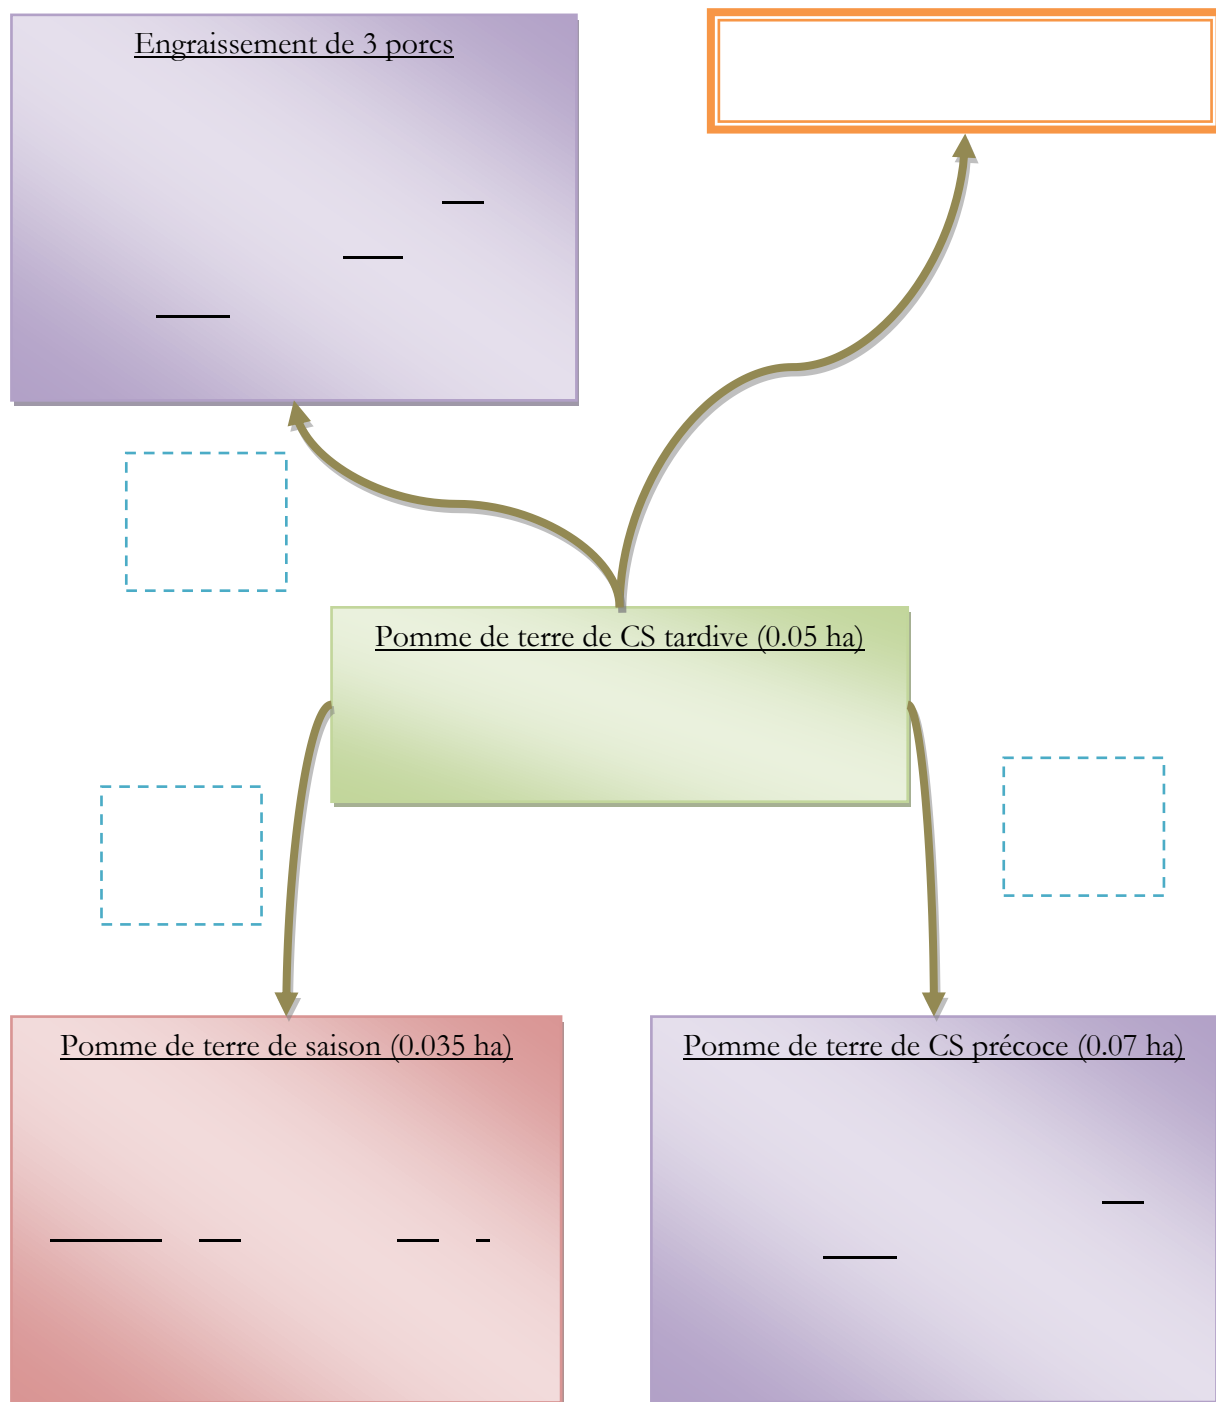 Engraissement de 3 porcs
Pomme de terre de CS tardive (0.05 ha)
Pomme de terre de saison (0.035 ha)
Pomme de terre de CS précoce (0.07 ha)